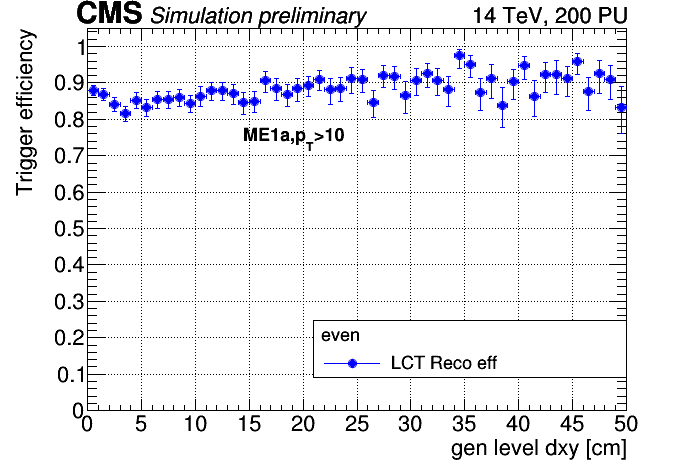 CMS Simulation preliminary 14 TeV, 200 PU
Trigger efficiency
1
0.9
0.8
0.7
0.6
0.5
0.4
0.3
0.2
0.1
0
ME1a,p_T>10
even
LCT Reco eff
0 5 10 15 20 25 30 35 40 45 50
gen level dxy [cm]